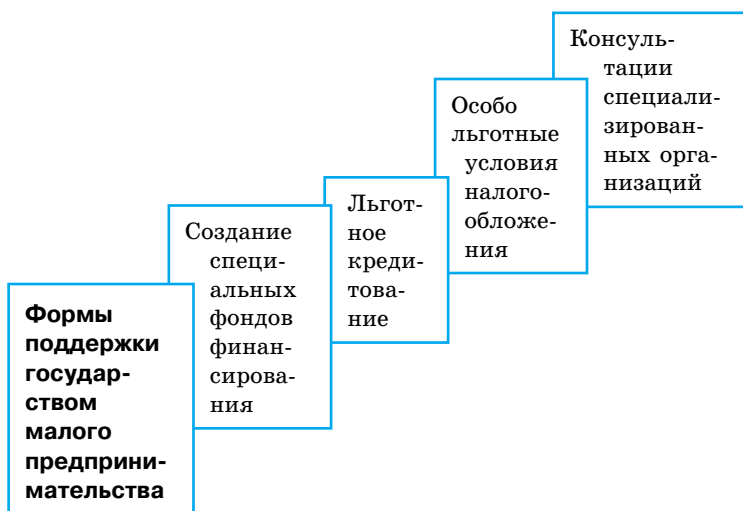 Формы
поддержки
государ-
ством
малого
предприни-
мательства
Создание
специ-
альных
фондов
финан-
сирова-
ния
Льгот-
ное
креди-
това-
ние
Особо
льготные
условия
налого-
обложе-
ния
Консуль-
тации
специали-
зирован-
ных орга-
низаций